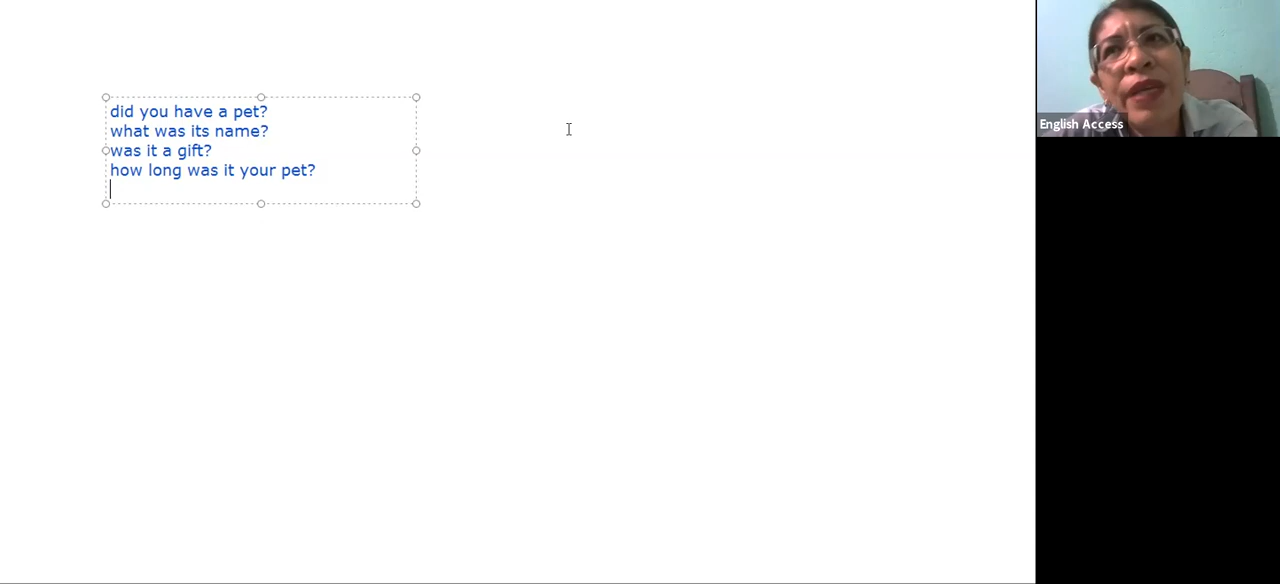 did you have a pet?
what was its name?
was it a gift?
how long was it your pet?
English Access